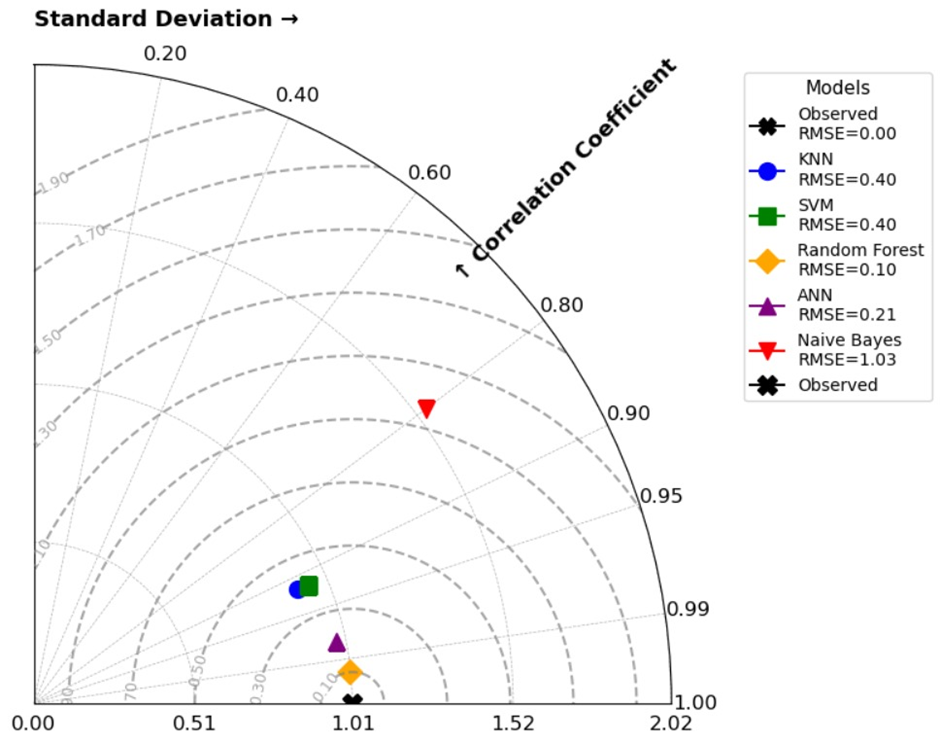 Standard Deviation →
0.20
0.40
0.60
↑ Correlation Coefficient
0.80
0.90
0.95
0.99
1.00
1.90
1.70
1.50
1.30
10
90
70
0.50
0.30
0.10
0.00 0.51 1.01 1.52 2.02
Models
Observed
RMSE=0.00
KNN
RMSE=0.40
SVM
RMSE=0.40
Random Forest
RMSE=0.10
ANN
RMSE=0.21
Naive Bayes
RMSE=1.03
Observed